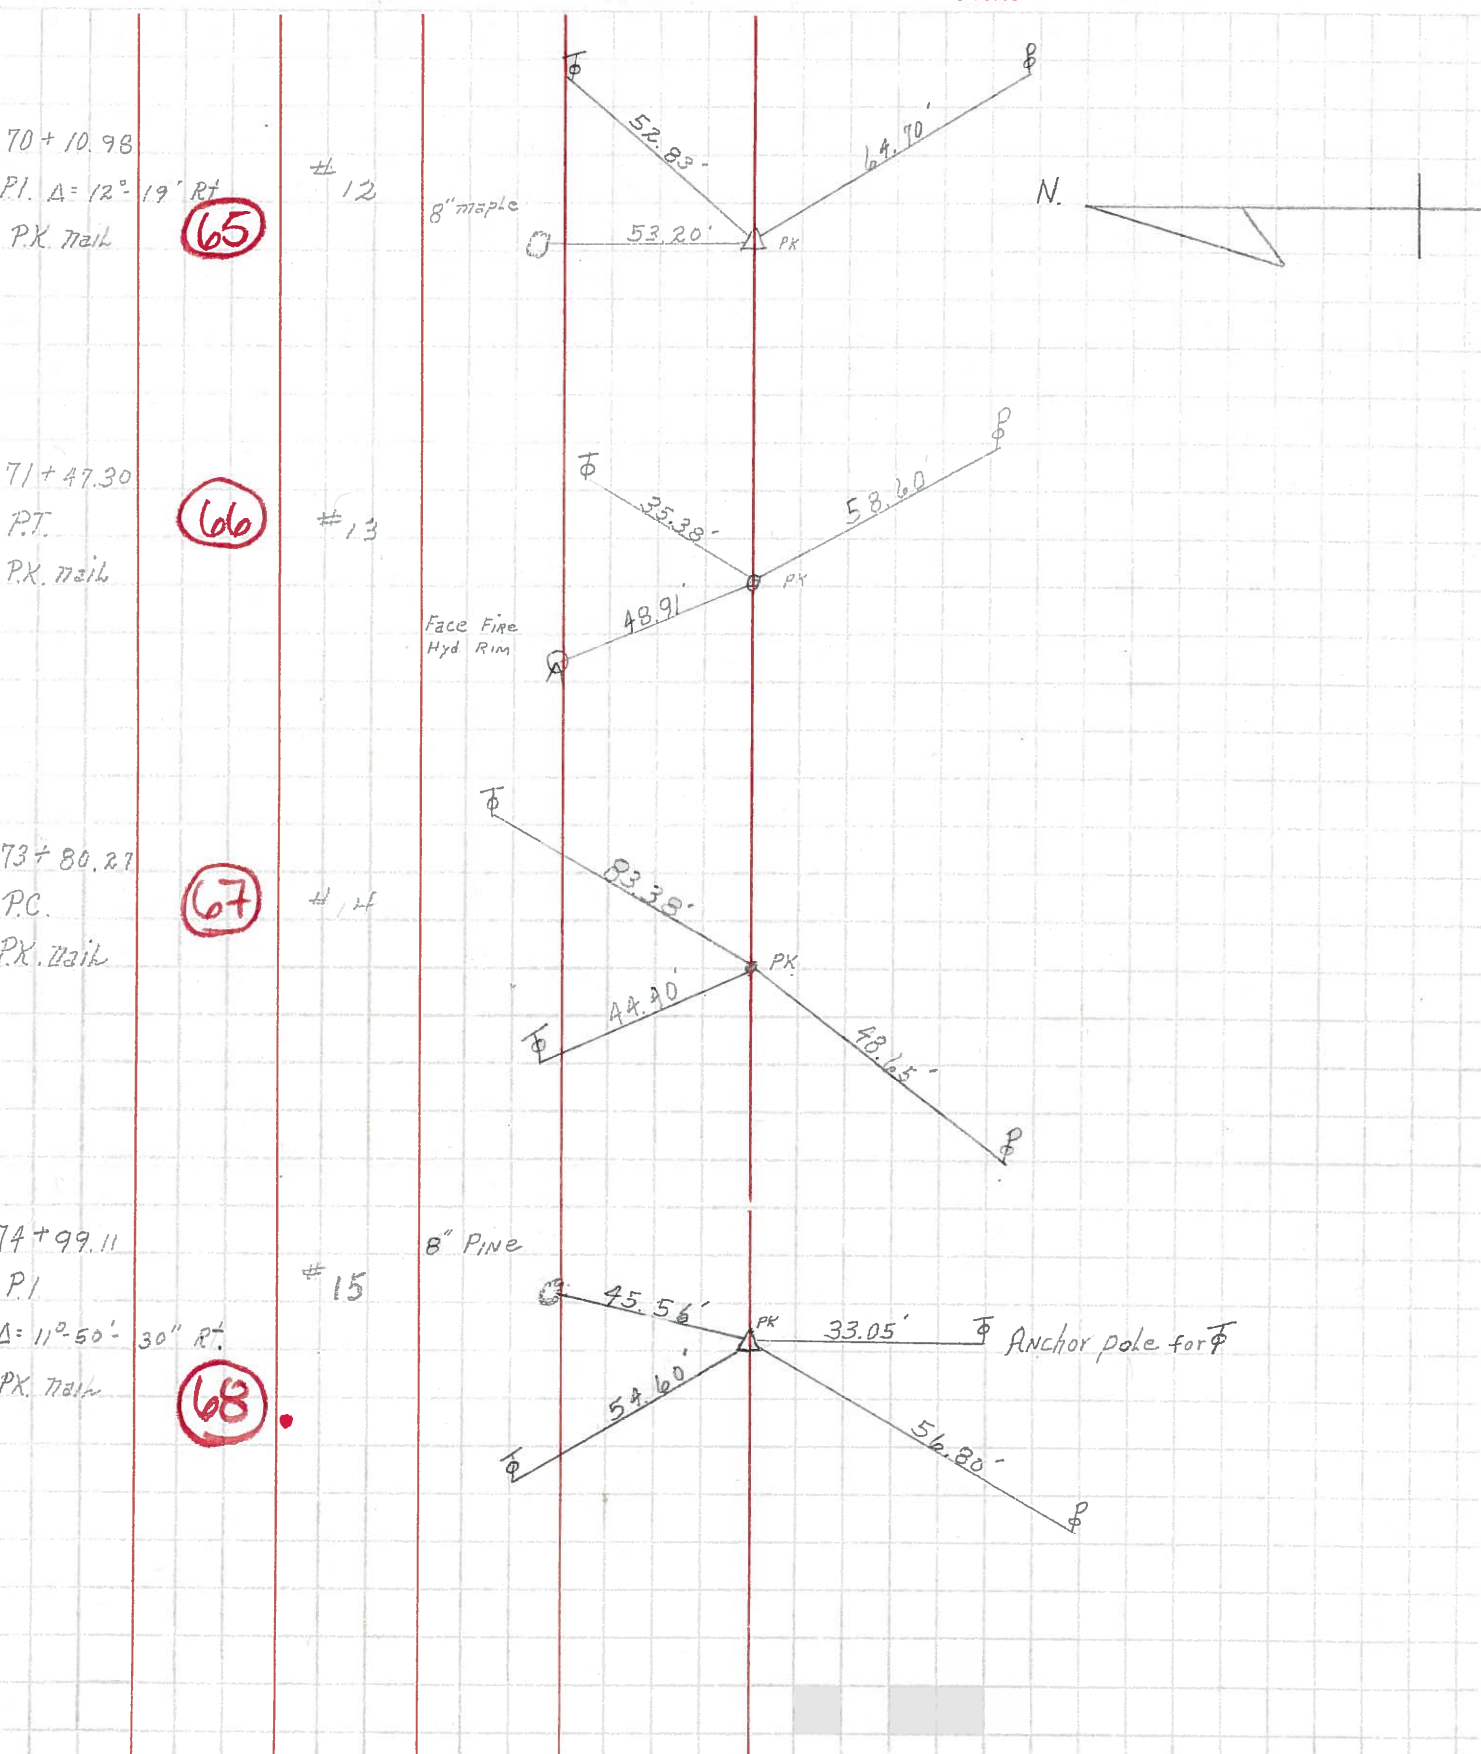 70 + 10.98
P.I. Δ = 12°- 19' Rt
P.K. Nail
65
#12
8" maple
52.83'
64.70'
53.20'
PK
N.
71 + 47.30
P.T.
P.K. Nail
66
#13
35.38'
58.60'
48.91'
PK
Face Fire
Hyd Rim
73 + 80.27
P.C.
P.K. Nail
67
#14
83.38'
44.40'
48.65'
PK
74 + 99.11
P.I
Δ = 11°-50'- 30" Rt.
PK. Nail
68
#15
8" Pine
45.56'
PK
33.05'
Anchor pole for T
54.60'
56.80'